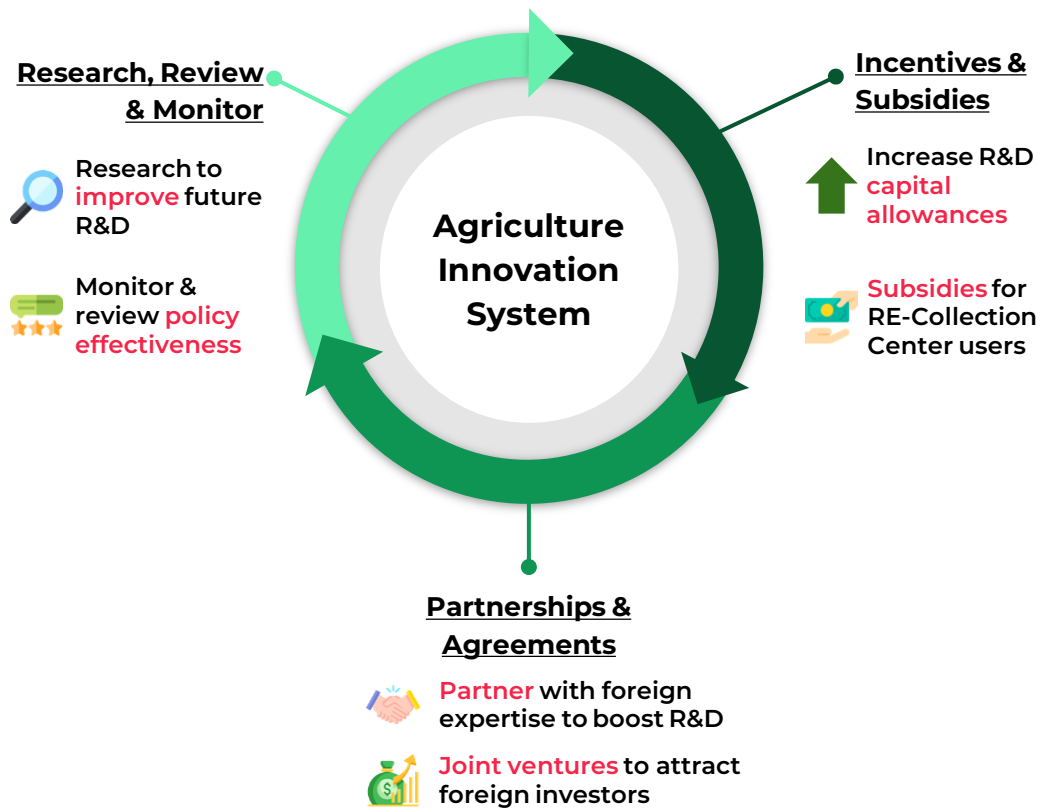 Research, Review
& Monitor
Research to
improve future
R&D
Monitor &
review policy
effectiveness
Agriculture
Innovation
System
Incentives &
Subsidies
Increase R&D
capital
allowances
Subsidies for
RE-Collection
Center users
Partnerships &
Agreements
Partner with foreign
expertise to boost R&D
Joint ventures to attract
foreign investors